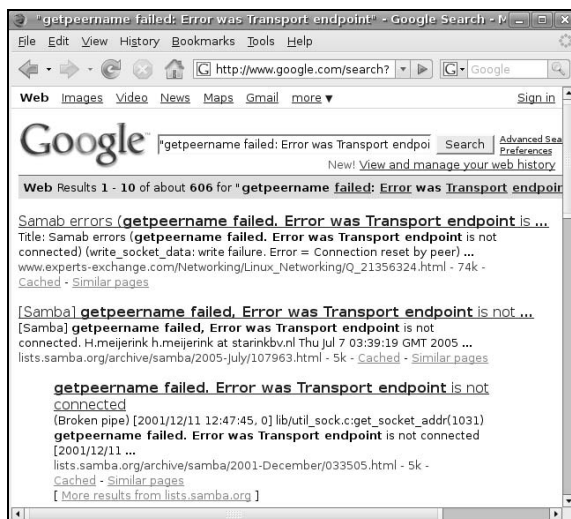 "getpeername failed: Error was Transport endpoint" - Google Search - M
File Edit View History Bookmarks Tools Help
G http://www.google.com/search? G Google
Web Images Video News Maps Gmail more ▼ Sign in
Google "getpeername failed: Error was Transport endpoi Search Advanced Sea
Preferences
New! View and manage your web history
Web Results 1 - 10 of about 606 for "getpeername failed: Error was Transport endpoin
Samab errors (getpeername failed. Error was Transport endpoint is ...
Title: Samab errors (getpeername failed. Error was Transport endpoint is not
connected) (write_socket_data: write failure. Error = Connection reset by peer) ...
www.experts-exchange.com/Networking/Linux_Networking/Q_21356324.html - 74k -
Cached - Similar pages
[Samba] getpeername failed, Error was Transport endpoint is not ...
[Samba] getpeername failed, Error was Transport endpoint is not
connected. H.meijerink h.meijerink at starinkbv.nl Thu Jul 7 03:39:19 GMT 2005 ...
lists.samba.org/archive/samba/2005-July/107963.html - 5k - Cached - Similar pages
getpeername failed. Error was Transport endpoint is not
connected
(Broken pipe) [2001/12/11 12:47:45, 0] lib/util_sock.c:get_socket_addr(1031)
getpeername failed. Error was Transport endpoint is not connected
[2001/12/11 ...
lists.samba.org/archive/samba/2001-December/033505.html - 5k -
Cached - Similar pages
[ More results from lists.samba.org ]